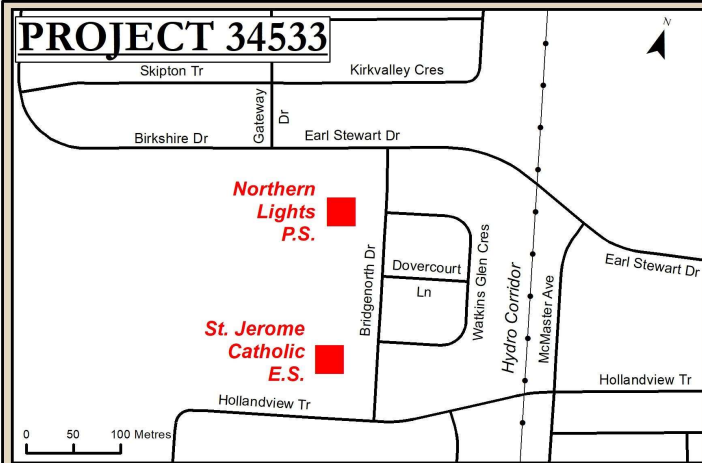 PROJECT 34533
N
Skipton Tr
Kirkvalley Cres
Gateway
Dr
Birkshire Dr
Earl Stewart Dr
Northern
Lights
P.S.
Bridgenorth Dr
Dovercourt
Ln
Watkins Glen Cres
Hydro Corridor
McMaster Ave
Earl Stewart Dr
St. Jerome
Catholic
E.S.
Hollandview Tr
Hollandview Tr
0 50 100 Metres